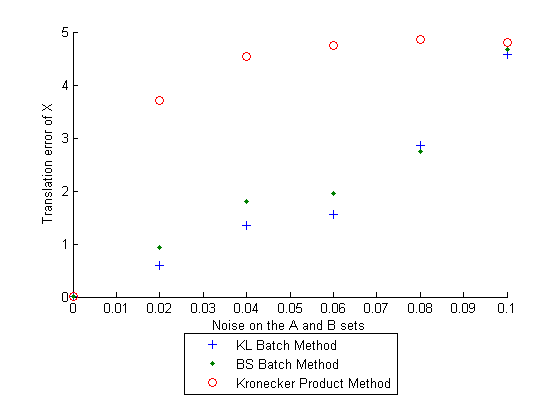 5
4
3
2
1
0
Translation error of X
0 0.01 0.02 0.03 0.04 0.05 0.06 0.07 0.08 0.09 0.1
Noise on the A and B sets
KL Batch Method
BS Batch Method
Kronecker Product Method